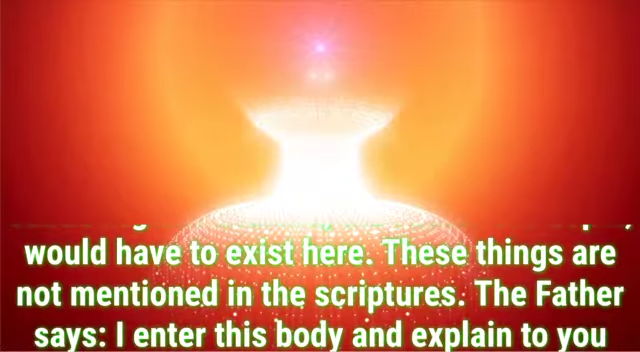 would have to exist here. These things are
not mentioned in the scriptures. The Father
says: I enter this body and explain to you